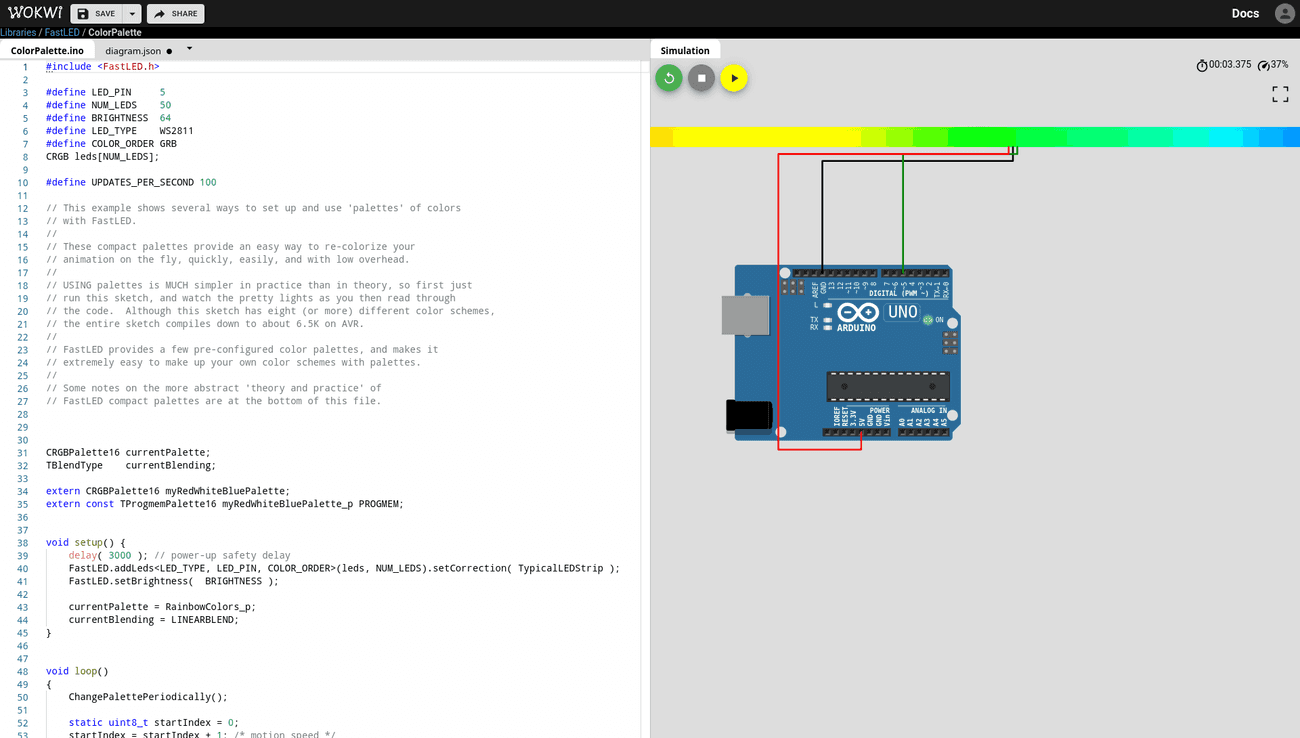 WOKWi SAVE SHARE Docs
Libraries / FastLED / ColorPalette
ColorPalette.ino diagram.json Simulation
1 #include <FastLED.h>
2
3 #define LED_PIN     5
4 #define NUM_LEDS    50
5 #define BRIGHTNESS  64
6 #define LED_TYPE    WS2811
7 #define COLOR_ORDER GRB
8 CRGB leds[NUM_LEDS];
9
10 #define UPDATES_PER_SECOND 100
11
12 // This example shows several ways to set up and use 'palettes' of colors
13 // with FastLED.
14 //
15 // These compact palettes provide an easy way to re-colorize your
16 // animation on the fly, quickly, easily, and with low overhead.
17 //
18 // USING palettes is MUCH simpler in practice than in theory, so first just
19 // run this sketch, and watch the pretty lights as you then read through
20 // the code.  Although this sketch has eight (or more) different color schemes,
21 // the entire sketch compiles down to about 6.5K on AVR.
22 //
23 // FastLED provides a few pre-configured color palettes, and makes it
24 // extremely easy to make up your own color schemes with palettes.
25 //
26 // Some notes on the more abstract 'theory and practice' of
27 // FastLED compact palettes are at the bottom of this file.
28
29
30
31 CRGBPalette16 currentPalette;
32 TBlendType    currentBlending;
33
34 extern CRGBPalette16 myRedWhiteBluePalette;
35 extern const TProgmemPalette16 myRedWhiteBluePalette_p PROGMEM;
36
37
38 void setup() {
39     delay( 3000 ); // power-up safety delay
40     FastLED.addLeds<LED_TYPE, LED_PIN, COLOR_ORDER>(leds, NUM_LEDS).setCorrection( TypicalLEDStrip );
41     FastLED.setBrightness(  BRIGHTNESS );
42
43     currentPalette = RainbowColors_p;
44     currentBlending = LINEARBLEND;
45 }
46
47
48 void loop()
49 {
50     ChangePalettePeriodically();
51
52     static uint8_t startIndex = 0;
53     startIndex = startIndex + 1; /* motion speed */
00:03.375 37%
AREF GND 13 12 ~11 ~10 ~9 8 7 ~6 ~5 4 ~3 2 TX→1 RX←0
DIGITAL (PWM ~)
L
TX
RX
UNO
ON
ARDUINO
POWER ANALOG IN
IOREF RESET 3.3V 5V GND GND Vin A0 A1 A2 A3 A4 A5